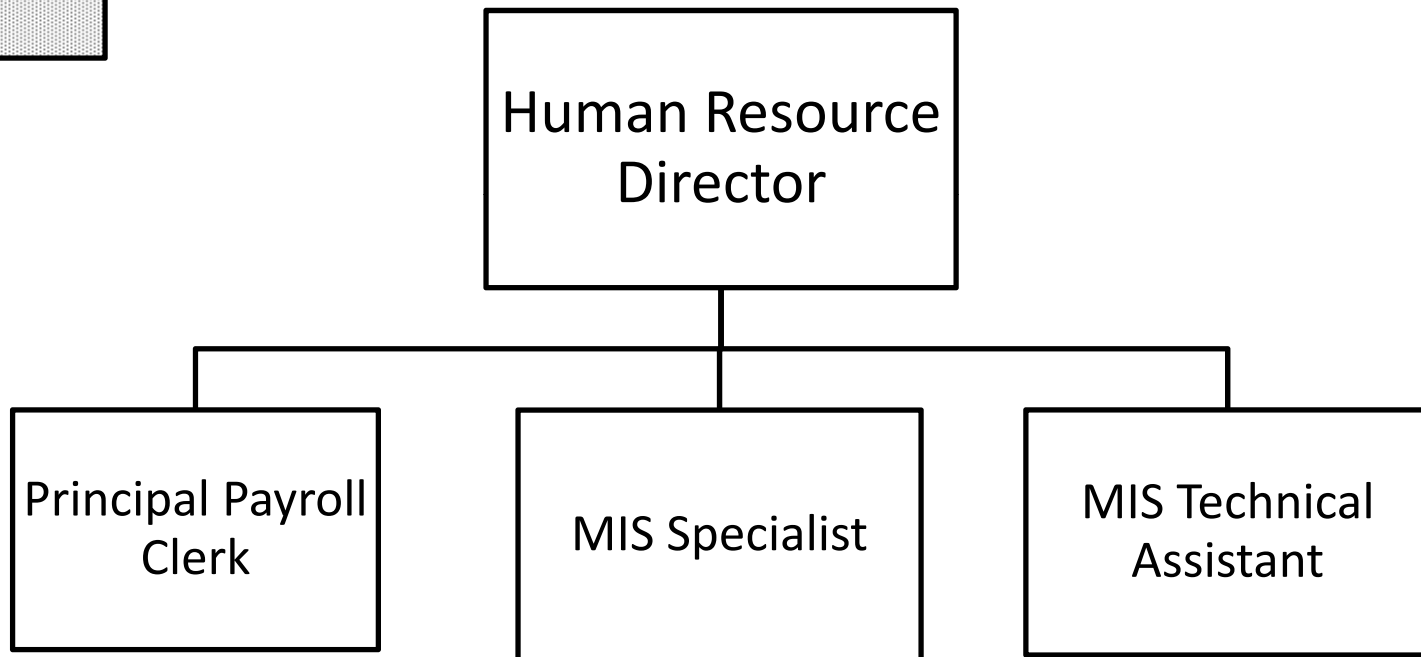 Human Resource
Director
Principal Payroll
Clerk
MIS Specialist
MIS Technical
Assistant